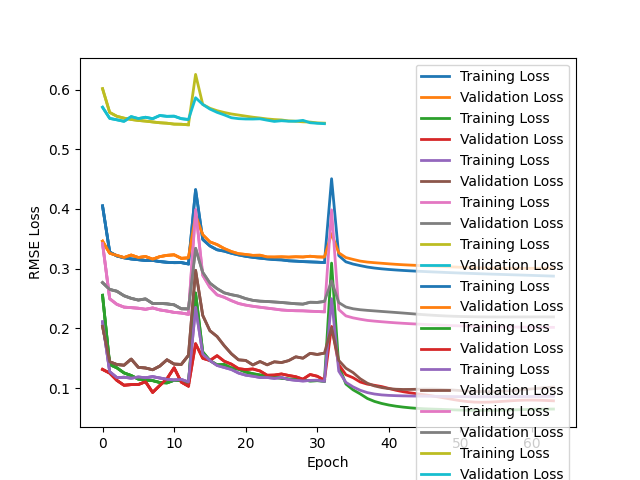 0.6
0.5
0.4
0.3
0.2
0.1
RMSE Loss
0
10
20
30
40
50
60
Epoch
Training Loss
Validation Loss
Training Loss
Validation Loss
Training Loss
Validation Loss
Training Loss
Validation Loss
Training Loss
Validation Loss
Training Loss
Validation Loss
Training Loss
Validation Loss
Training Loss
Validation Loss
Training Loss
Validation Loss
Training Loss
Validation Loss